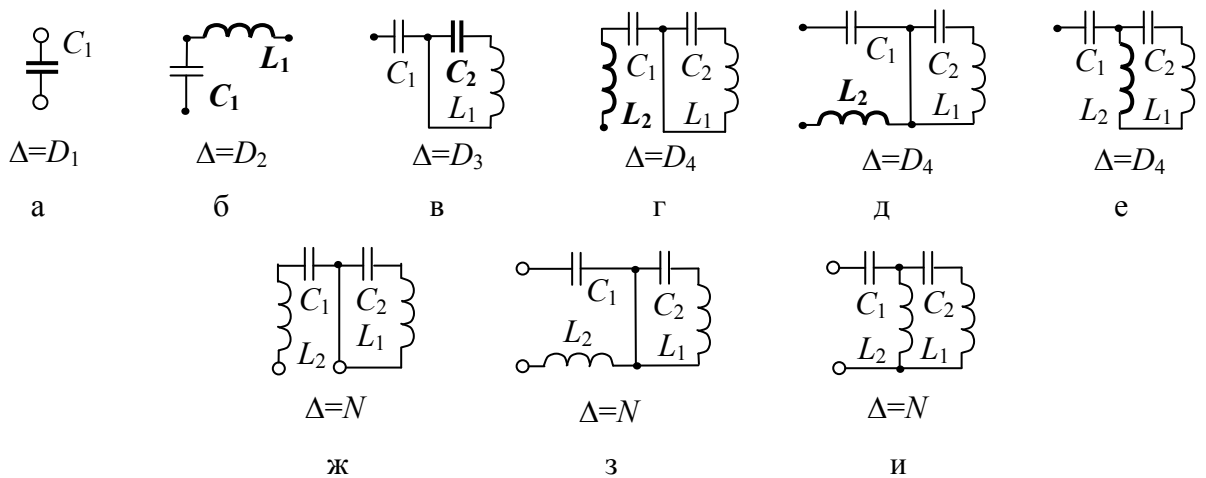 C₁
Δ=D₁
а
L₁
C₁
Δ=D₂
б
C₁ C₂
L₁
Δ=D₃
в
C₁ C₂
L₂ L₁
Δ=D₄
г
C₁
L₂ C₂
L₁
Δ=D₄
д
C₁ C₂
L₂ L₁
Δ=D₄
е
C₁ C₂
L₂ L₁
Δ=N
ж
C₁
C₂
L₂ L₁
Δ=N
з
C₁ C₂
L₂ L₁
Δ=N
и